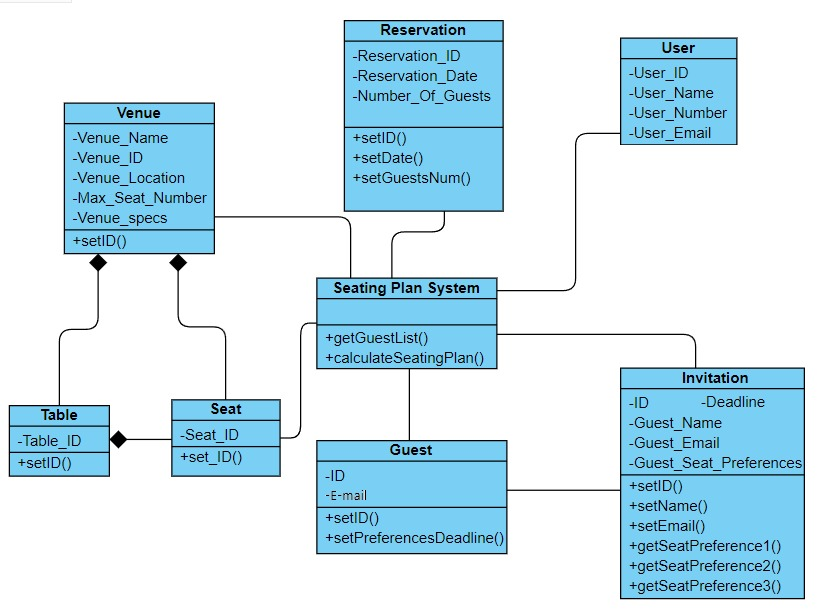 Reservation
-Reservation_ID
-Reservation_Date
-Number_Of_Guests
+setID()
+setDate()
+setGuestsNum()
User
-User_ID
-User_Name
-User_Number
-User_Email
Venue
-Venue_Name
-Venue_ID
-Venue_Location
-Max_Seat_Number
-Venue_specs
+setID()
Seating Plan System
+getGuestList()
+calculateSeatingPlan()
Table
-Table_ID
+setID()
Seat
-Seat_ID
+set_ID()
Guest
-ID
-E-mail
+setID()
+setPreferencesDeadline()
Invitation
-ID -Deadline
-Guest_Name
-Guest_Email
-Guest_Seat_Preferences
+setID()
+setName()
+setEmail()
+getSeatPreference1()
+getSeatPreference2()
+getSeatPreference3()